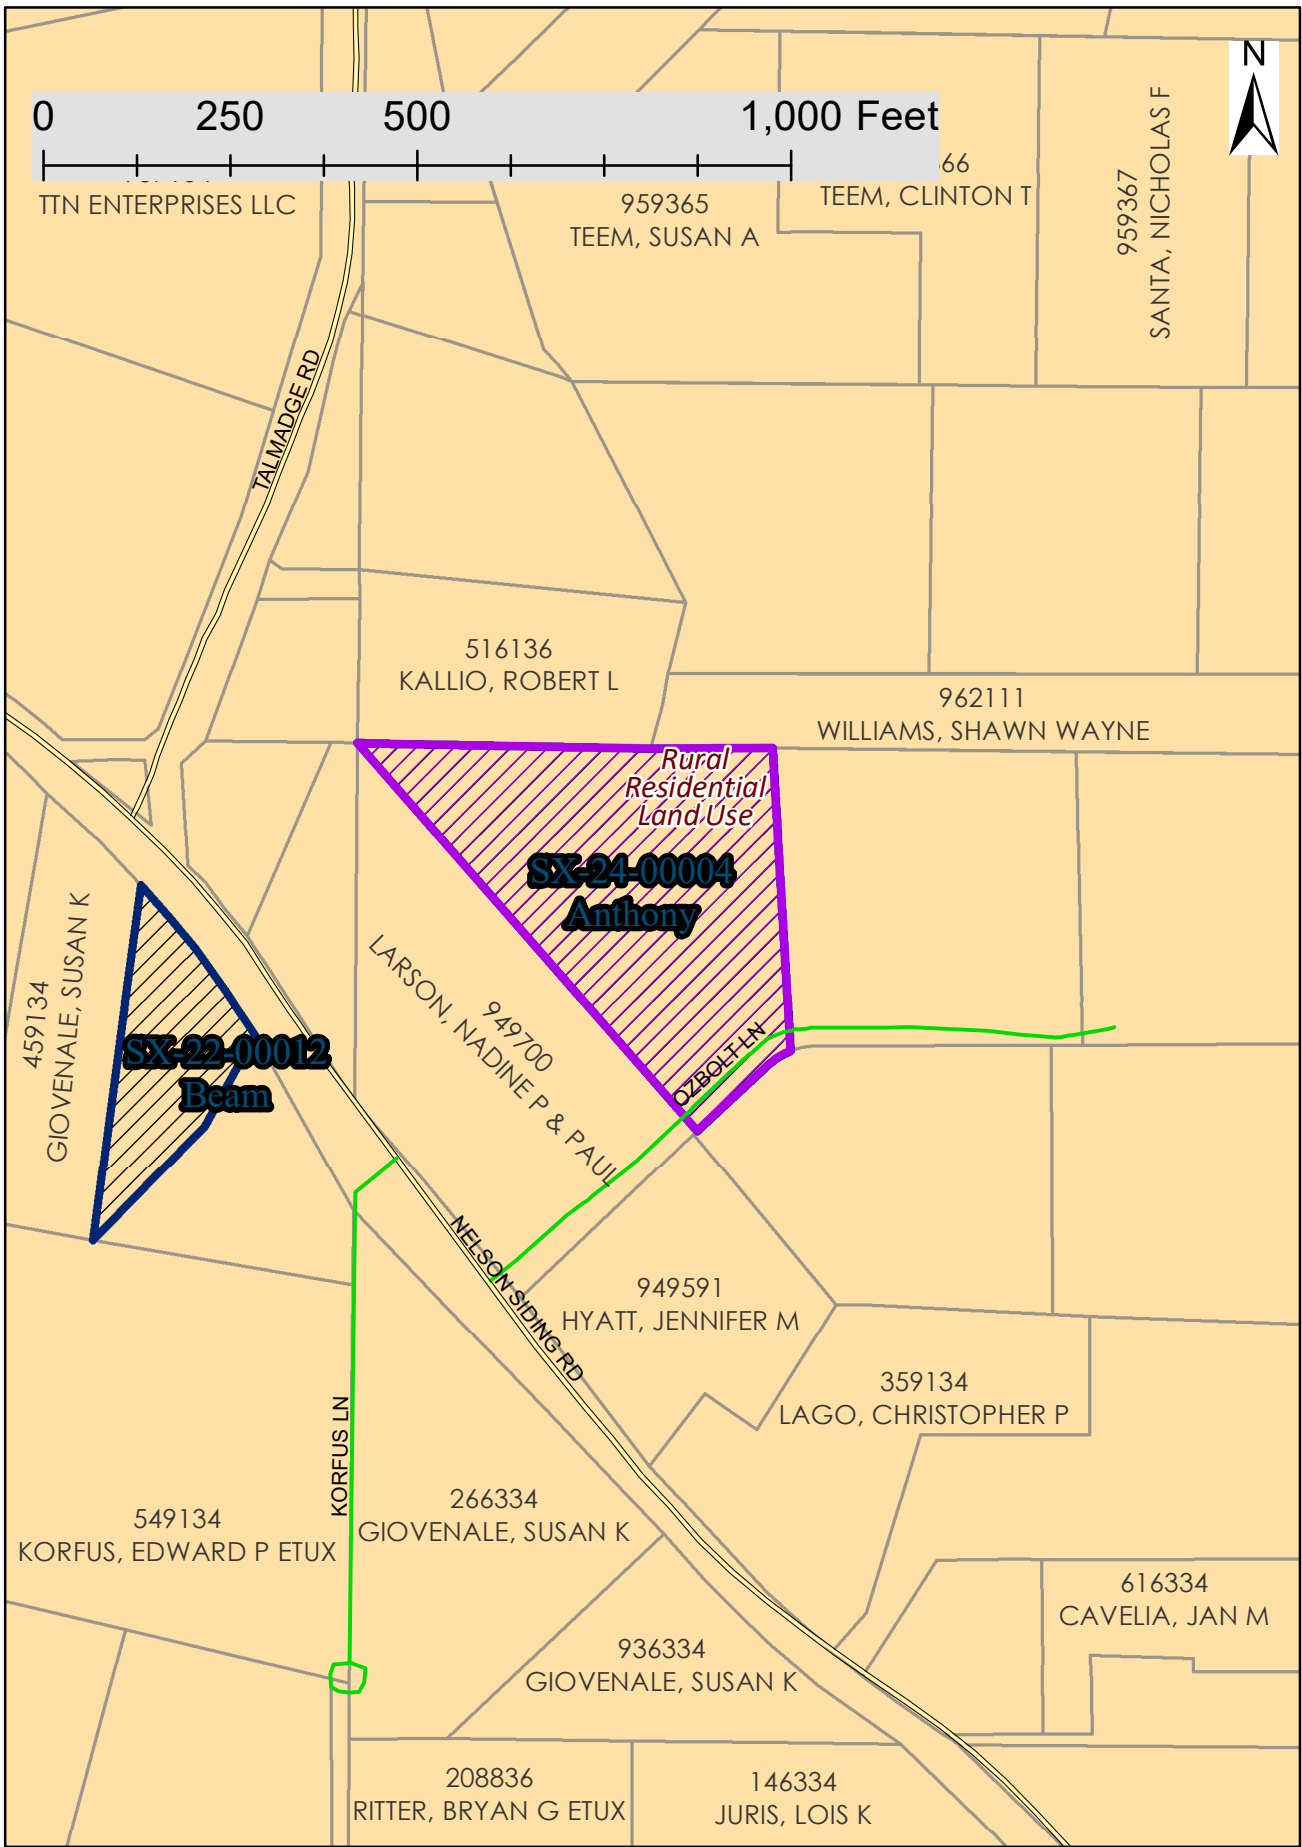 N
0 250 500 1,000 Feet
TTN ENTERPRISES LLC
959365
TEEM, SUSAN A
66
TEEM, CLINTON T
959367
SANTA, NICHOLAS F
TALMADGE RD
516136
KALLIO, ROBERT L
962111
WILLIAMS, SHAWN WAYNE
Rural
Residential
Land Use
SX-24-00004
Anthony
459134
GIOVENALE, SUSAN K
SX-22-00012
Beam
949700
LARSON, NADINE P & PAUL
OZBOLT LN
NELSON SIDING RD
949591
HYATT, JENNIFER M
359134
LAGO, CHRISTOPHER P
KORFUS LN
549134
KORFUS, EDWARD P ETUX
266334
GIOVENALE, SUSAN K
616334
CAVELIA, JAN M
936334
GIOVENALE, SUSAN K
208836
RITTER, BRYAN G ETUX
146334
JURIS, LOIS K